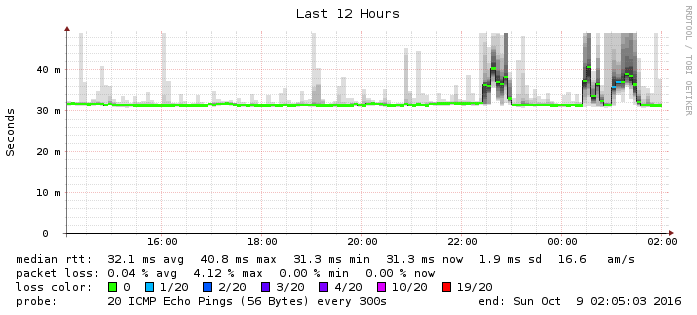 Last 12 Hours
RRDTOOL / TOBI OETIKER
Seconds
40 m
30 m
20 m
10 m
0
16:00 18:00 20:00 22:00 00:00 02:00
median rtt: 32.1 ms avg 40.8 ms max 31.3 ms min 31.3 ms now 1.9 ms sd 16.6 am/s
packet loss: 0.04 % avg 4.12 % max 0.00 % min 0.00 % now
loss color: 0 1/20 2/20 3/20 4/20 10/20 19/20
probe: 20 ICMP Echo Pings (56 Bytes) every 300s end: Sun Oct 9 02:05:03 2016